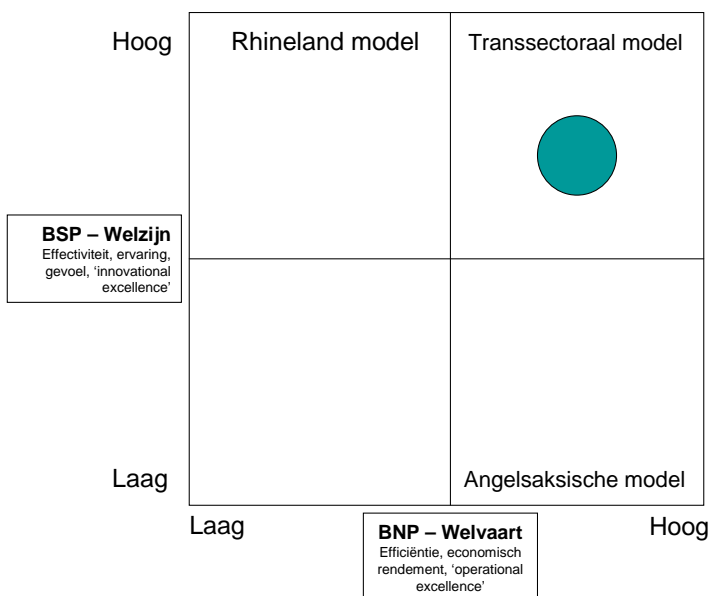 Hoog
Rhineland model
Transsectoraal model
BSP – Welzijn
Effectiviteit, ervaring,
gevoel, ‘innovational
excellence’
Laag
Angelsaksische model
Laag
BNP – Welvaart
Efficiëntie, economisch
rendement, ‘operational
excellence’
Hoog